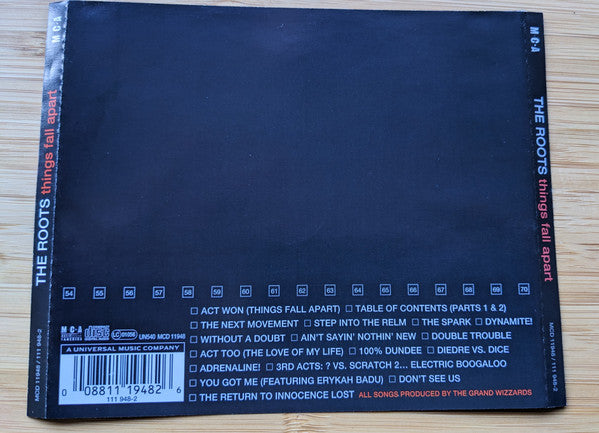 M·C·A
THE ROOTS things fall apart
MCD 11948 / 111 948-2
M·C·A
THE ROOTS things fall apart
MCD 11948 / 111 948-2
54 55 56 57 58 59 60 61 62 63 64 65 66 67 68 69 70
□ ACT WON (THINGS FALL APART) □ TABLE OF CONTENTS (PARTS 1 & 2)
□ THE NEXT MOVEMENT □ STEP INTO THE RELM □ THE SPARK □ DYNAMITE!
□ WITHOUT A DOUBT □ AIN'T SAYIN' NOTHIN' NEW □ DOUBLE TROUBLE
□ ACT TOO (THE LOVE OF MY LIFE) □ 100% DUNDEE □ DIEDRE VS. DICE
□ ADRENALINE! □ 3RD ACTS: ? VS. SCRATCH 2... ELECTRIC BOOGALOO
□ YOU GOT ME (FEATURING ERYKAH BADU) □ DON'T SEE US
□ THE RETURN TO INNOCENCE LOST ALL SONGS PRODUCED BY THE GRAND WIZZARDS
M C A
disc
LC 01056
UNI540 MCD 11948
A UNIVERSAL MUSIC COMPANY
0 08811 19482 6
111 948-2